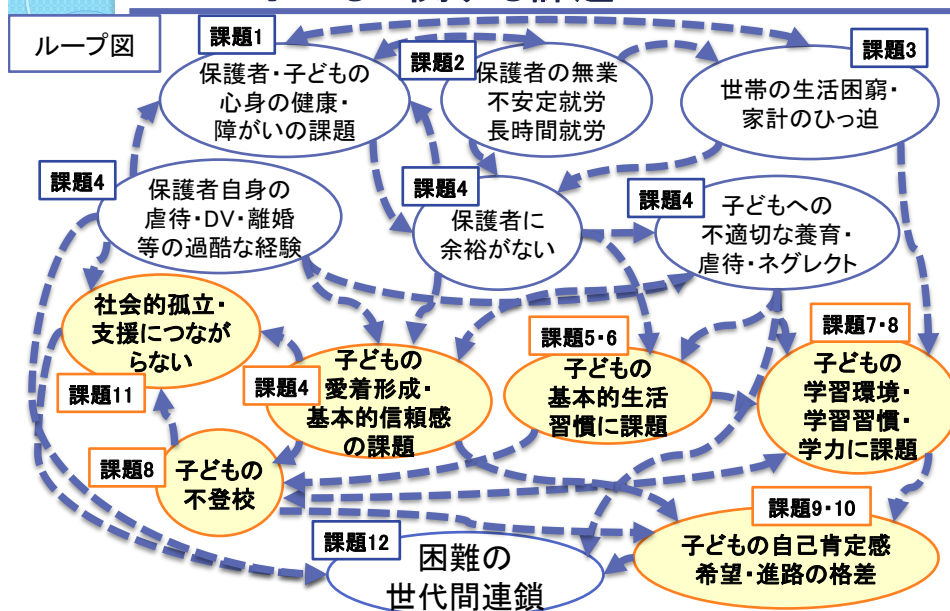 ループ図
課題1
保護者・子どもの
心身の健康・
障がいの課題
課題2
保護者の無業
不安定就労
長時間就労
課題3
世帯の生活困窮・
家計のひっ迫
課題4
保護者自身の
虐待・DV・離婚
等の過酷な経験
課題4
保護者に
余裕がない
課題4
子どもへの
不適切な養育・
虐待・ネグレクト
社会的孤立・
支援につなが
らない
課題11
課題4
子どもの
愛着形成・
基本的信頼感
の課題
課題5・6
子どもの
基本的生活
習慣に課題
課題7・8
子どもの
学習環境・
学習習慣・
学力に課題
課題8
子どもの
不登校
課題12
困難の
世代間連鎖
課題9・10
子どもの自己肯定感
希望・進路の格差